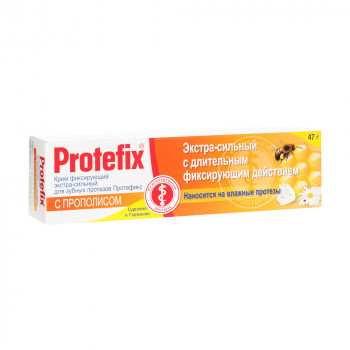 Protefix®
Крем фиксирующий
экстра-сильный
для зубных протезов Протефикс
С ПРОПОЛИСОМ
Сделано
в Германии
Экстра-сильный
с длительным
фиксирующим действием
Наносится на влажные протезы
47 г
Protefix